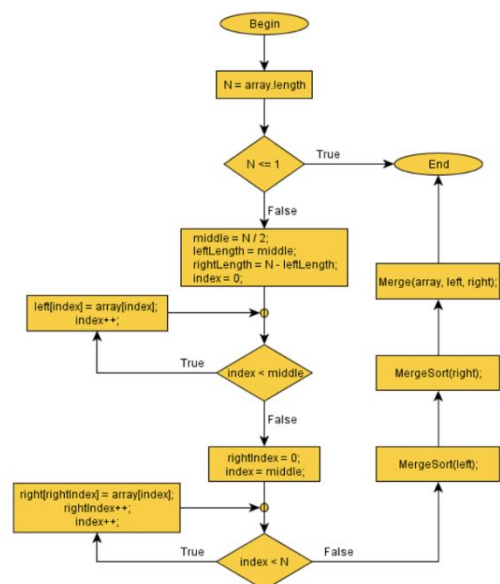 Begin
N = array.length
N <= 1
True
End
False
middle = N / 2;
leftLength = middle;
rightLength = N - leftLength;
index = 0;
Merge(array, left, right);
left[index] = array[index];
index++;
True
index < middle
MergeSort(right);
False
rightIndex = 0;
index = middle;
MergeSort(left);
right[rightIndex] = array[index];
rightIndex++;
index++;
True
index < N
False